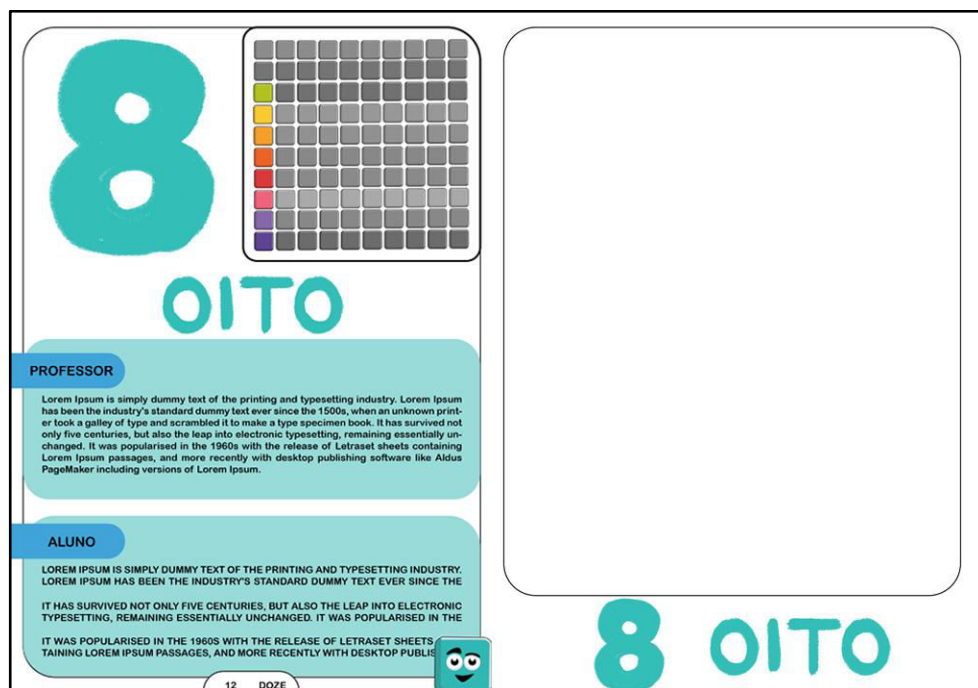 8
OITO
PROFESSOR
Lorem Ipsum is simply dummy text of the printing and typesetting industry. Lorem Ipsum
has been the industry's standard dummy text ever since the 1500s, when an unknown print-
er took a galley of type and scrambled it to make a type specimen book. It has survived not
only five centuries, but also the leap into electronic typesetting, remaining essentially un-
changed. It was popularised in the 1960s with the release of Letraset sheets containing
Lorem Ipsum passages, and more recently with desktop publishing software like Aldus
PageMaker including versions of Lorem Ipsum.
ALUNO
LOREM IPSUM IS SIMPLY DUMMY TEXT OF THE PRINTING AND TYPESETTING INDUSTRY.
LOREM IPSUM HAS BEEN THE INDUSTRY'S STANDARD DUMMY TEXT EVER SINCE THE
IT HAS SURVIVED NOT ONLY FIVE CENTURIES, BUT ALSO THE LEAP INTO ELECTRONIC
TYPESETTING, REMAINING ESSENTIALLY UNCHANGED. IT WAS POPULARISED IN THE
IT WAS POPULARISED IN THE 1960S WITH THE RELEASE OF LETRASET SHEETS
TAINING LOREM IPSUM PASSAGES, AND MORE RECENTLY WITH DESKTOP
12 DOZE
8 OITO